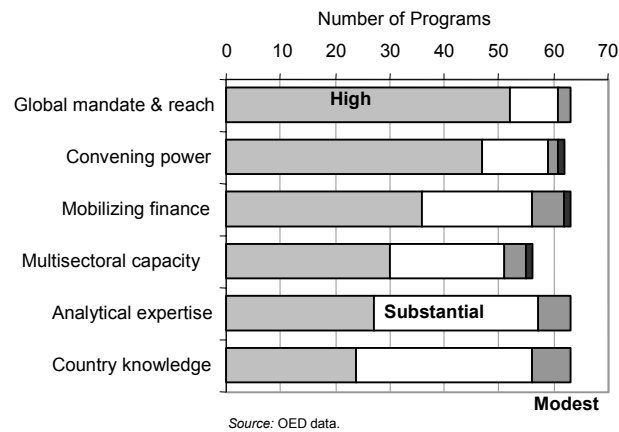 Number of Programs
0 10 20 30 40 50 60 70
Global mandate & reach
High
Convening power
Mobilizing finance
Multisectoral capacity
Analytical expertise
Substantial
Country knowledge
Modest
Source: OED data.